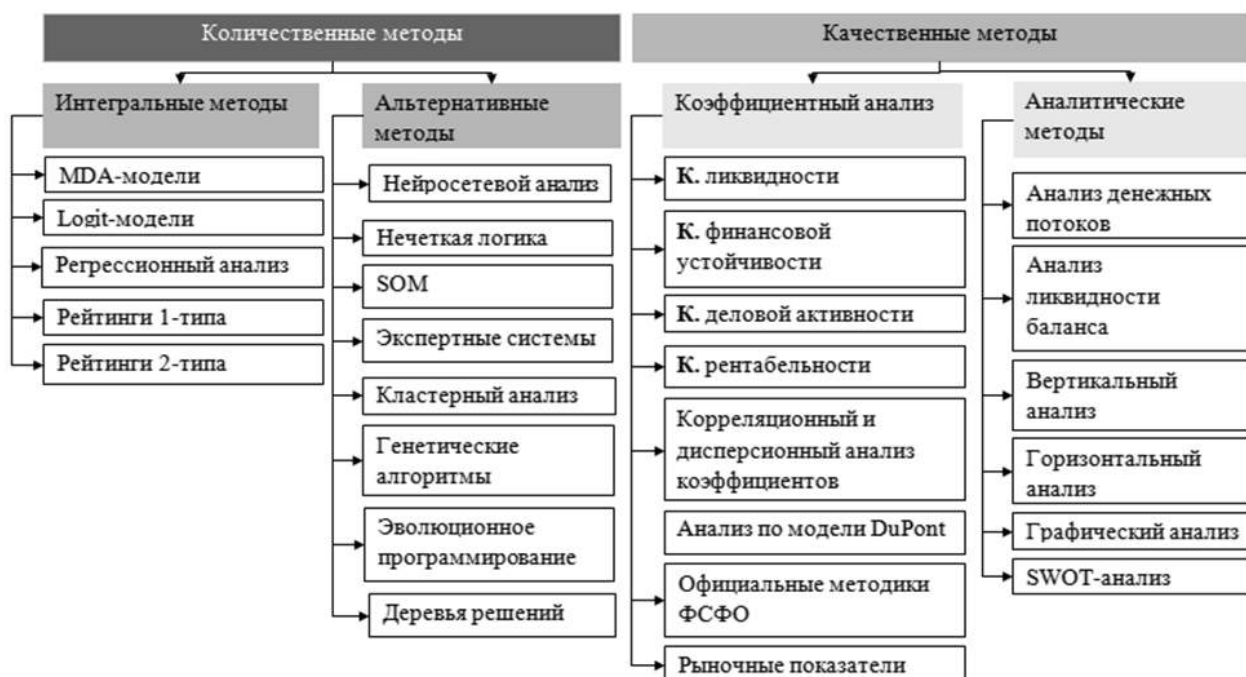 Количественные методы
Интегральные методы
MDA-модели
Logit-модели
Регрессионный анализ
Рейтинги 1-типа
Рейтинги 2-типа
Альтернативные
методы
Нейросетевой анализ
Нечеткая логика
SOM
Экспертные системы
Кластерный анализ
Генетические
алгоритмы
Эволюционное
программирование
Деревья решений
Качественные методы
Коэффициентный анализ
К. ликвидности
К. финансовой
устойчивости
К. деловой активности
К. рентабельности
Корреляционный и
дисперсионный анализ
коэффициентов
Анализ по модели DuPont
Официальные методики
ФСФО
Рыночные показатели
Аналитические
методы
Анализ денежных
потоков
Анализ
ликвидности
баланса
Вертикальный
анализ
Горизонтальный
анализ
Графический анализ
SWOT-анализ